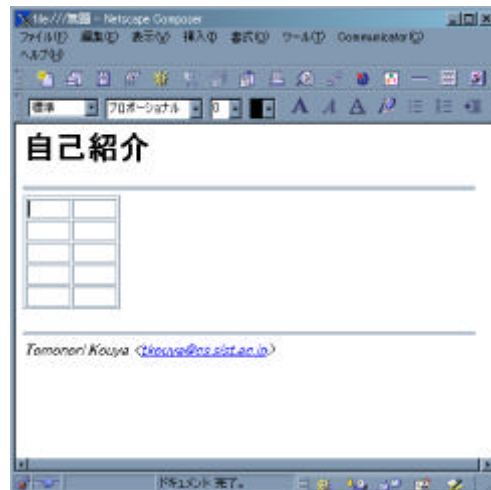 file:///無題 - Netscape Composer
ファイル(F) 編集(E) 表示(V) 挿入(I) 書式(O) ツール(T) Communicator(C)
ヘルプ(H)
標準 プロポーショナル 0
自己紹介
Tomonori Kouya <tkouya@cs.sist.ac.jp>
ドキュメント 完了。